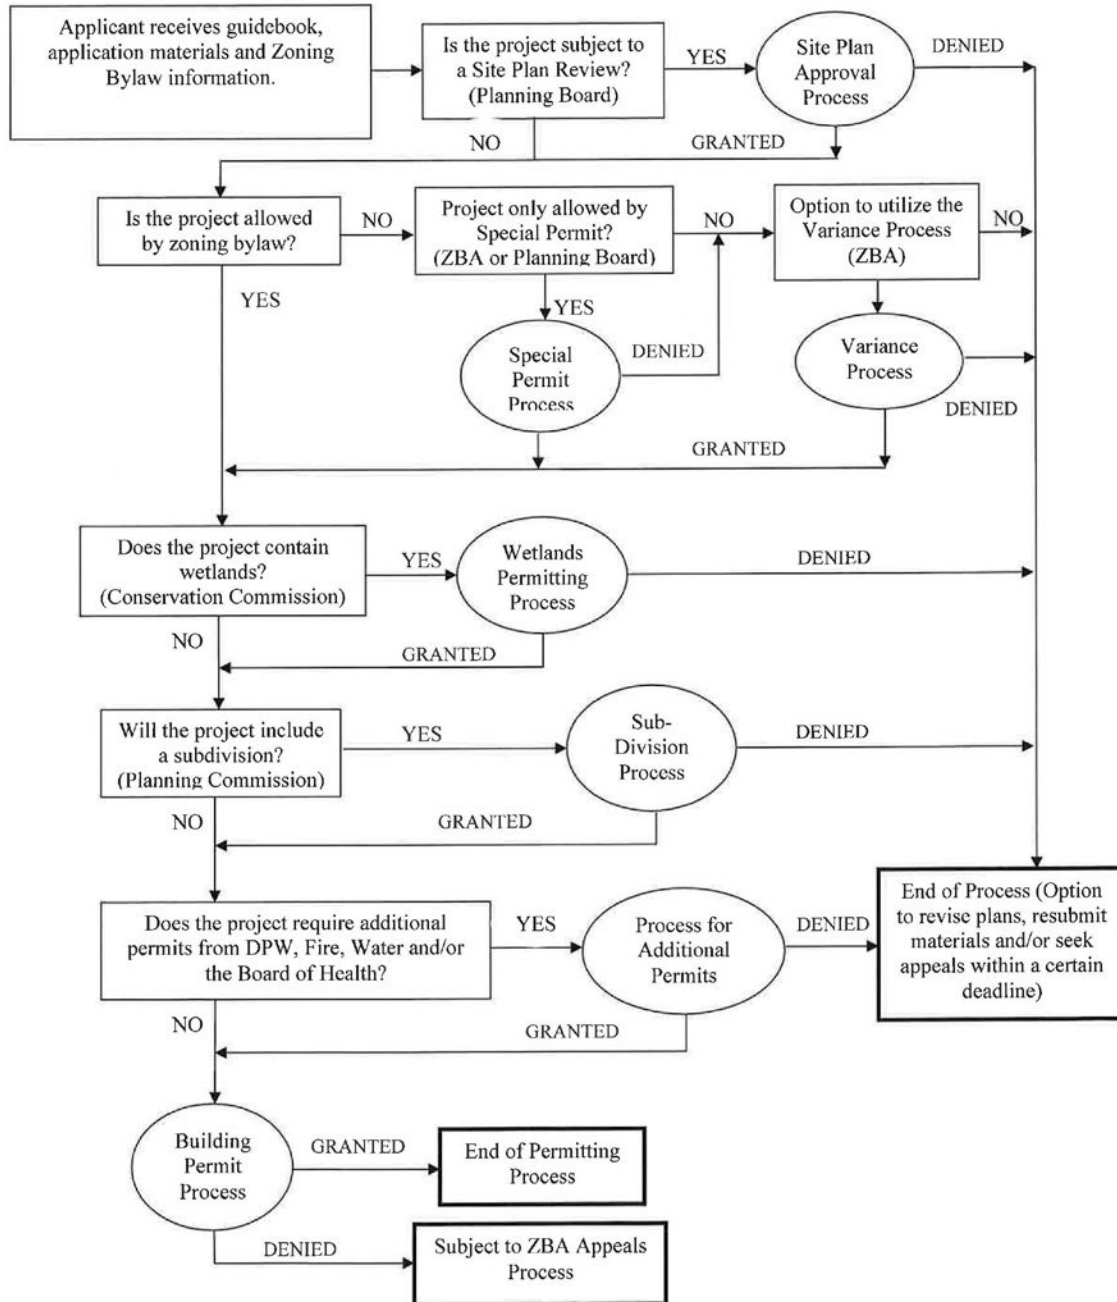 Applicant receives guidebook,
application materials and Zoning
Bylaw information.
Is the project subject to
a Site Plan Review?
(Planning Board)
YES
Site Plan
Approval
Process
DENIED
NO
GRANTED
Is the project allowed
by zoning bylaw?
NO
Project only allowed by
Special Permit?
(ZBA or Planning Board)
NO
Option to utilize the
Variance Process
(ZBA)
NO
YES
YES
Special
Permit
Process
DENIED
Variance
Process
DENIED
GRANTED
Does the project contain
wetlands?
(Conservation Commission)
YES
Wetlands
Permitting
Process
DENIED
NO
GRANTED
Will the project include
a subdivision?
(Planning Commission)
YES
Sub-
Division
Process
DENIED
NO
GRANTED
Does the project require additional
permits from DPW, Fire, Water and/or
the Board of Health?
YES
Process for
Additional
Permits
DENIED
End of Process (Option
to revise plans, resubmit
materials and/or seek
appeals within a certain
deadline)
NO
GRANTED
Building
Permit
Process
GRANTED
End of Permitting
Process
DENIED
Subject to ZBA Appeals
Process